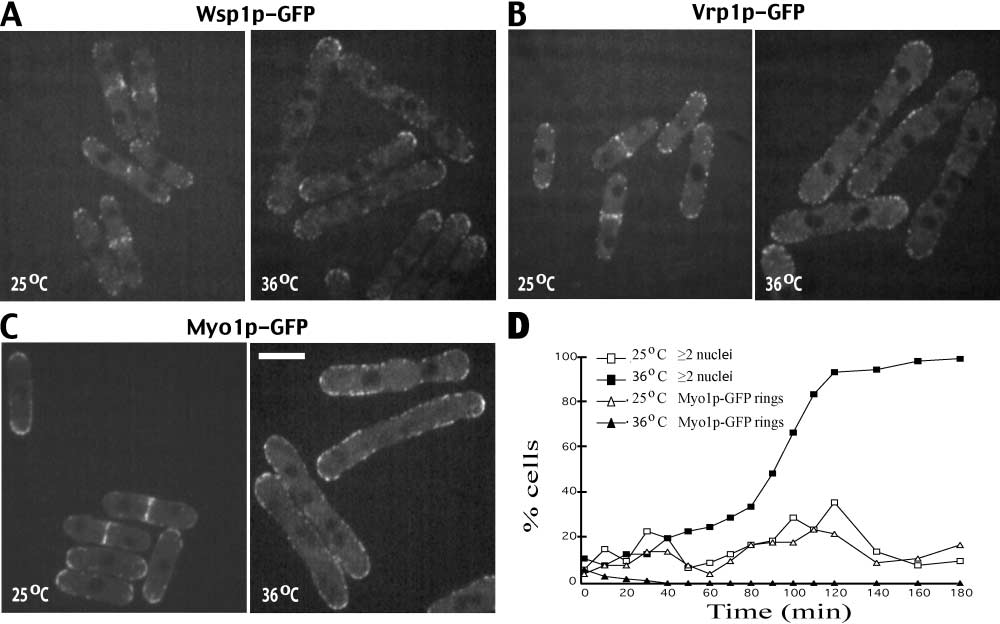 A
Wsp1p-GFP
25°C
36°C
B
Vrp1p-GFP
25°C
36°C
C
Myo1p-GFP
25°C
36°C
D
25°C ≥2 nuclei
36°C ≥2 nuclei
25°C Myo1p-GFP rings
36°C Myo1p-GFP rings
% cells
100
80
60
40
20
0
0 20 40 60 80 100 120 140 160 180
Time (min)